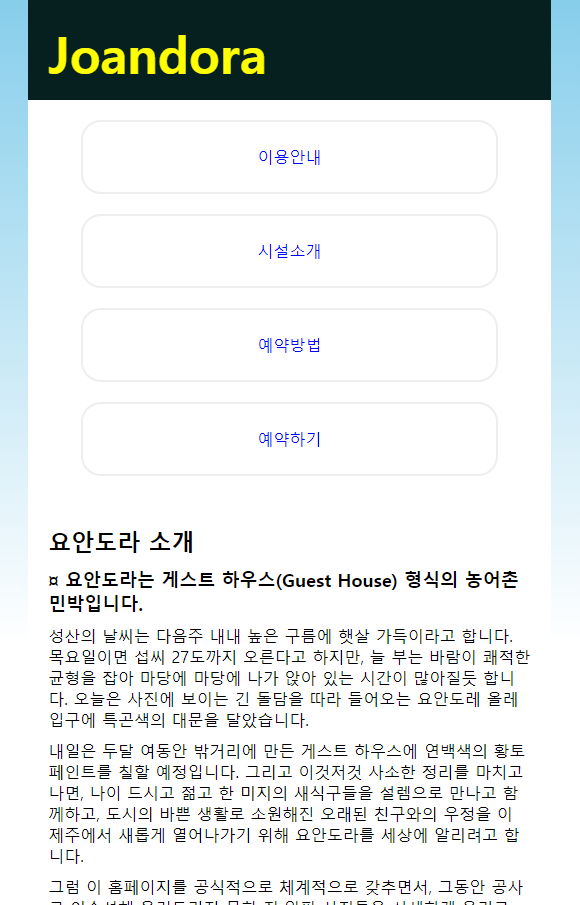 Joandora
이용안내
시설소개
예약방법
예약하기
요안도라 소개
¤ 요안도라는 게스트 하우스(Guest House) 형식의 농어촌
민박입니다.
성산의 날씨는 다음주 내내 높은 구름에 햇살 가득이라고 합니다.
목요일이면 섭씨 27도까지 오른다고 하지만, 늘 부는 바람이 쾌적한
균형을 잡아 마당에 마당에 나가 앉아 있는 시간이 많아질듯 합니
다. 오늘은 사진에 보이는 긴 돌담을 따라 들어오는 요안도레 올레
입구에 특곤색의 대문을 달았습니다.
내일은 두달 여동안 밖거리에 만든 게스트 하우스에 연백색의 황토
페인트를 칠할 예정입니다. 그리고 이것저것 사소한 정리를 마치고
나면, 나이 드시고 젊고 한 미지의 새식구들을 설렘으로 만나고 함
께하고, 도시의 바쁜 생활로 소원해진 오래된 친구와의 우정을 이
제주에서 새롭게 열어나가기 위해 요안도라를 세상에 알리려고 합
니다.
그럼 이 홈페이지를 공식적으로 체계적으로 갖추면서, 그동안 공사